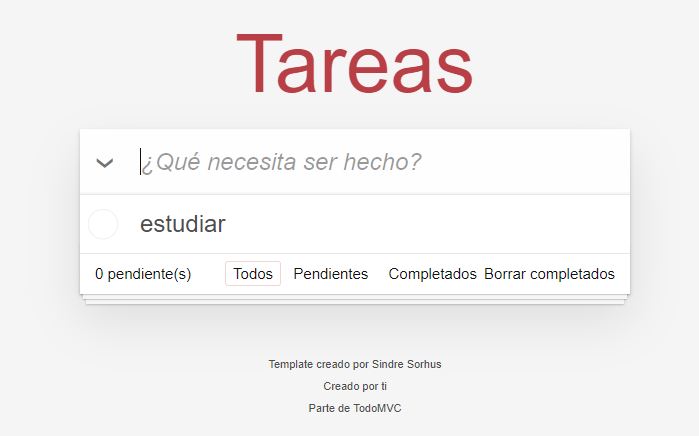 Tareas
¿Qué necesita ser hecho?
estudiar
0 pendiente(s) Todos Pendientes Completados Borrar completados
Template creado por Sindre Sorhus
Creado por ti
Parte de TodoMVC